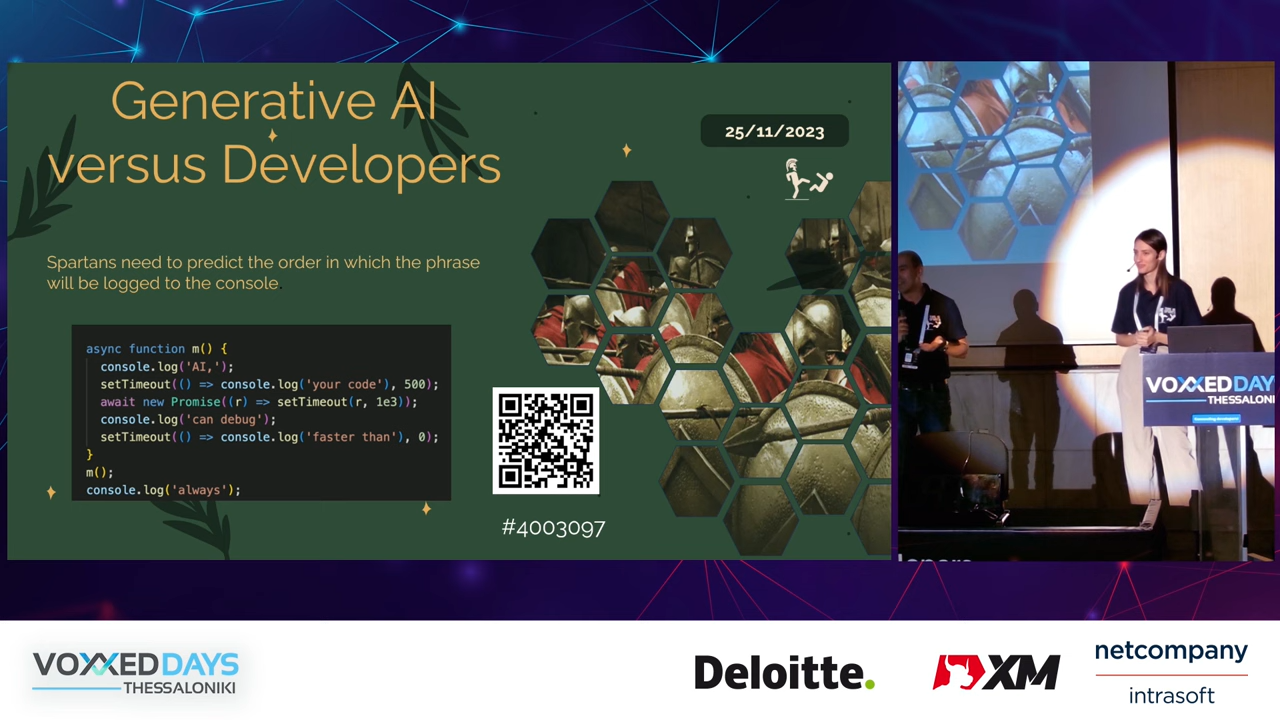 Generative AI
versus Developers
25/11/2023
Spartans need to predict the order in which the phrase
will be logged to the console.
async function m() {
console.log('AI,');
setTimeout(() => console.log('your code'), 500);
await new Promise((r) => setTimeout(r, 1e3));
console.log('can debug');
setTimeout(() => console.log('faster than'), 0);
}
m();
console.log('always');
#4003097
VOXXED DAY
THESSALONI
VOXXED DAYS
THESSALONIKI
Deloitte.
XM
netcompany
intrasoft